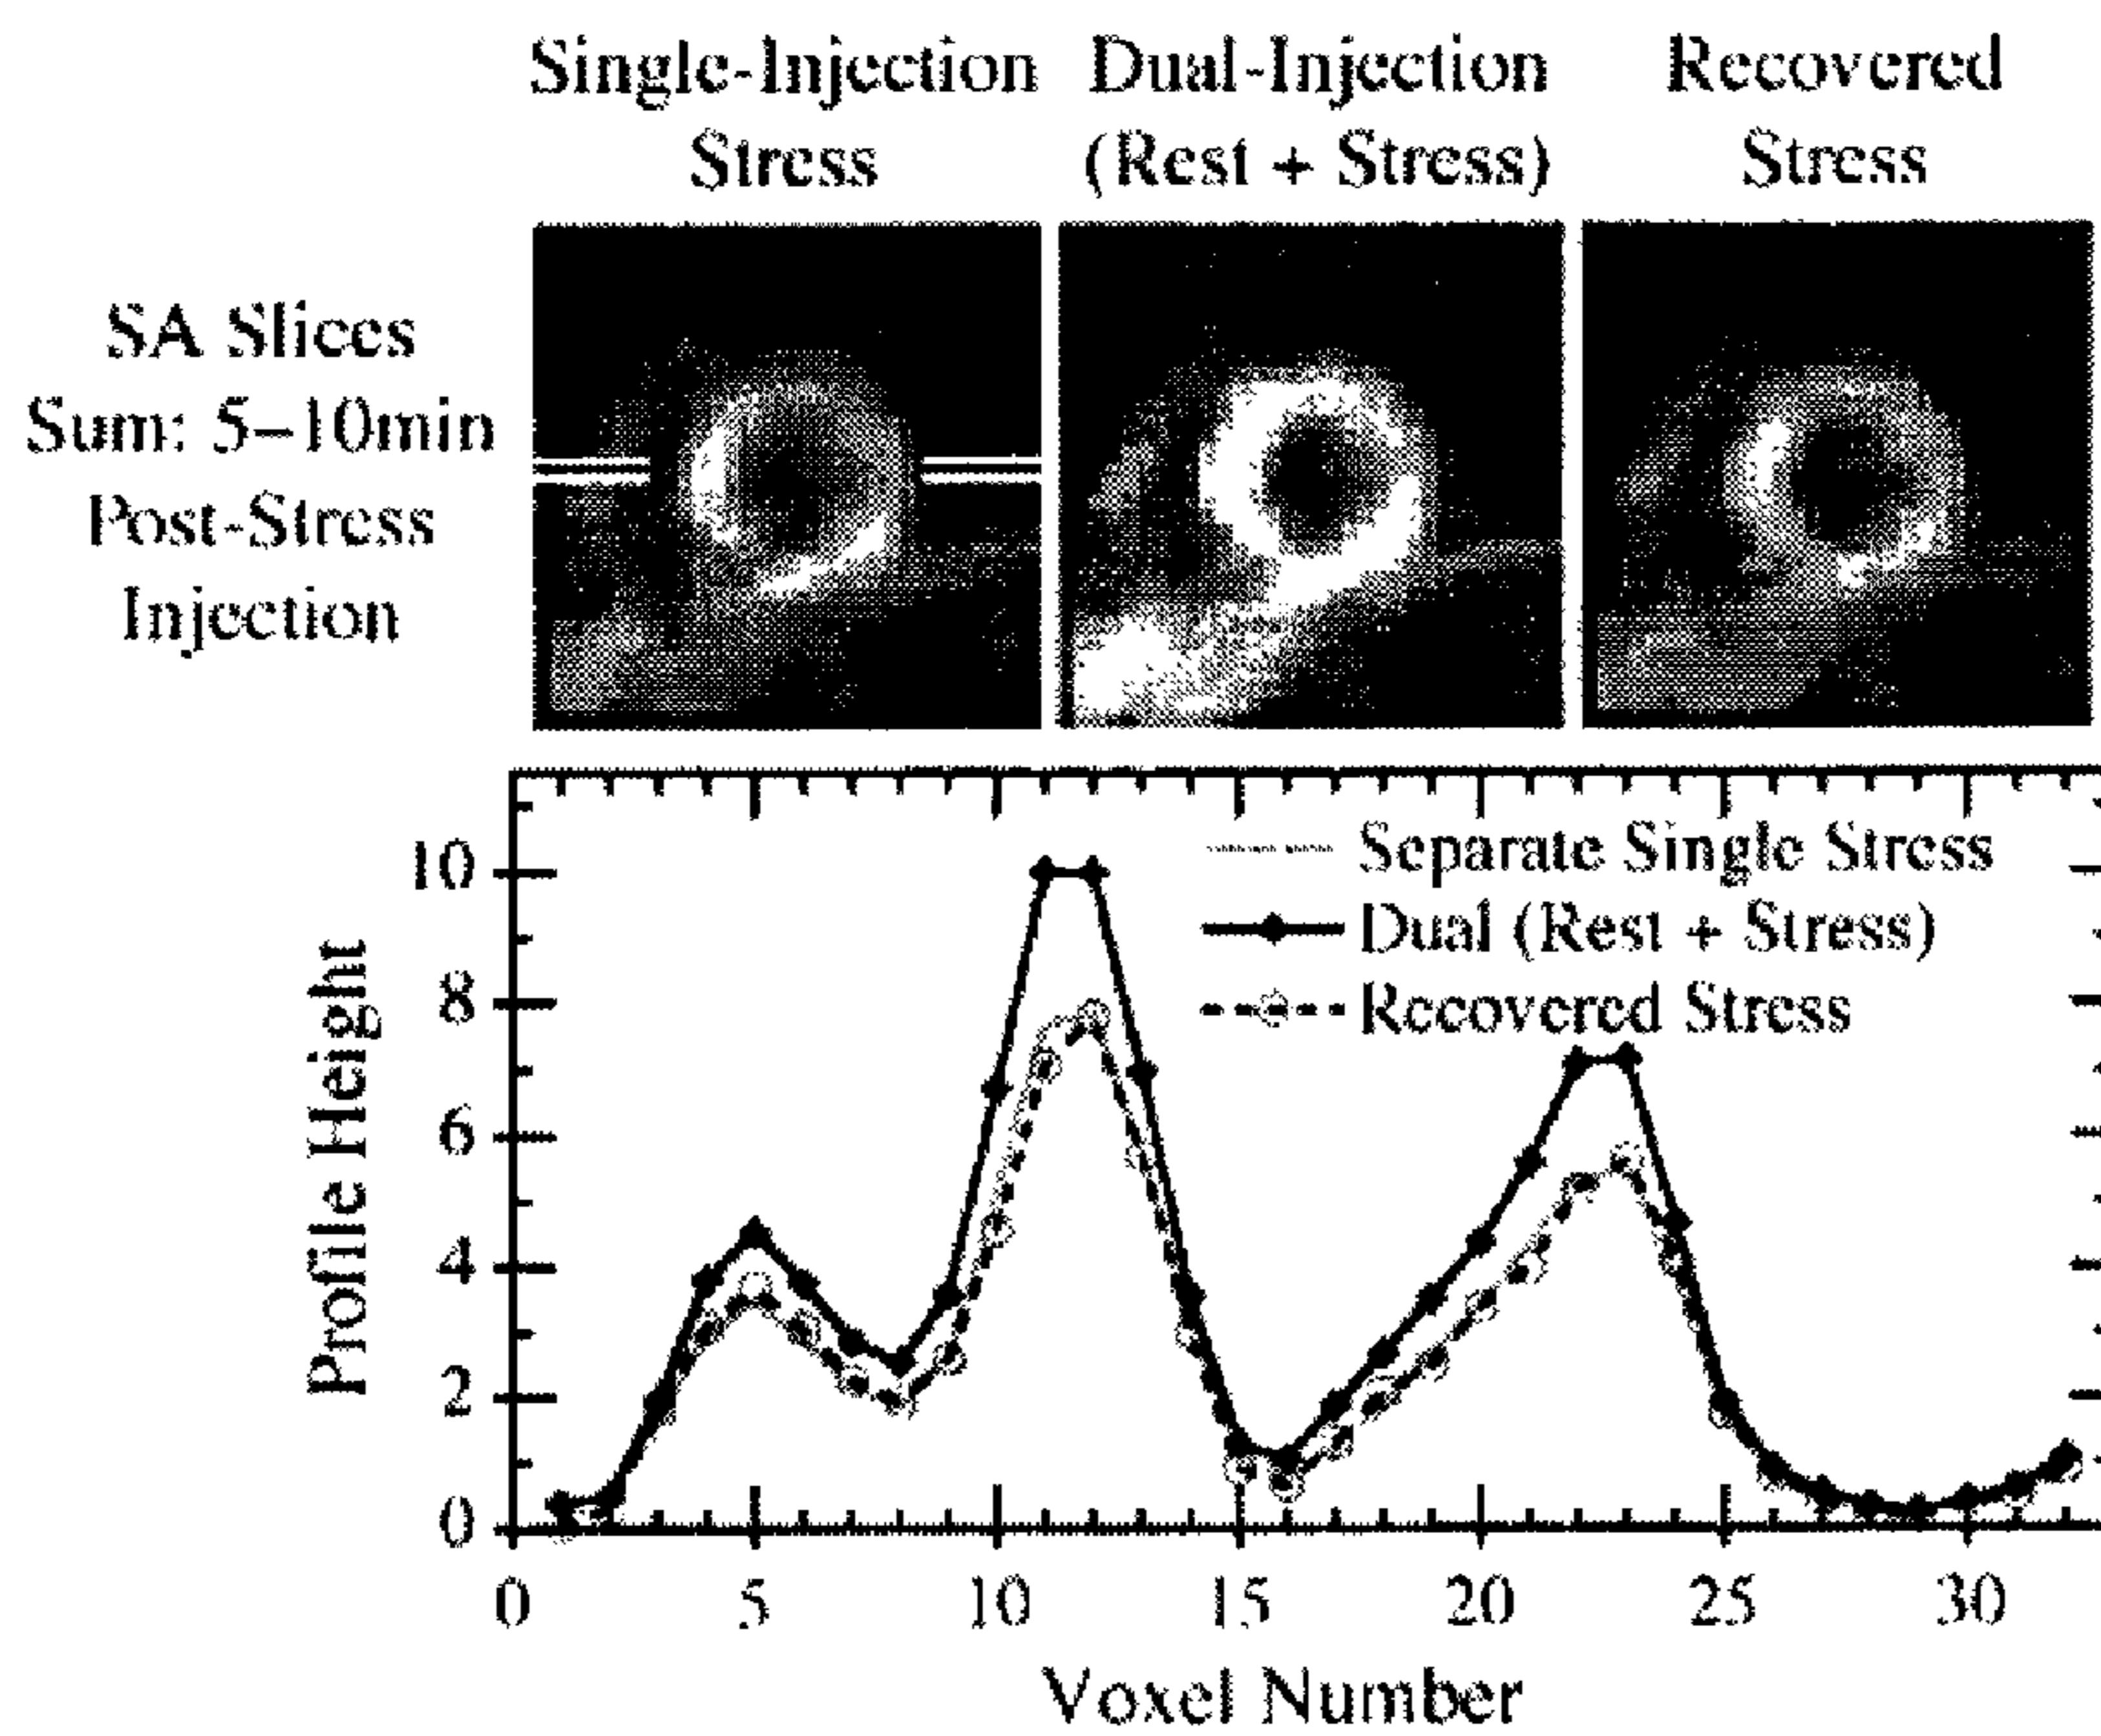 Single-Injection
Stress
Dual-Injection
(Rest + Stress)
Recovered
Stress
SA Slices
Sum: 5–10min
Post-Stress
Injection
Separate Single Stress
Dual (Rest + Stress)
Recovered Stress
Profile Height
10
8
6
4
2
0
0 5 10 15 20 25 30
Voxel Number